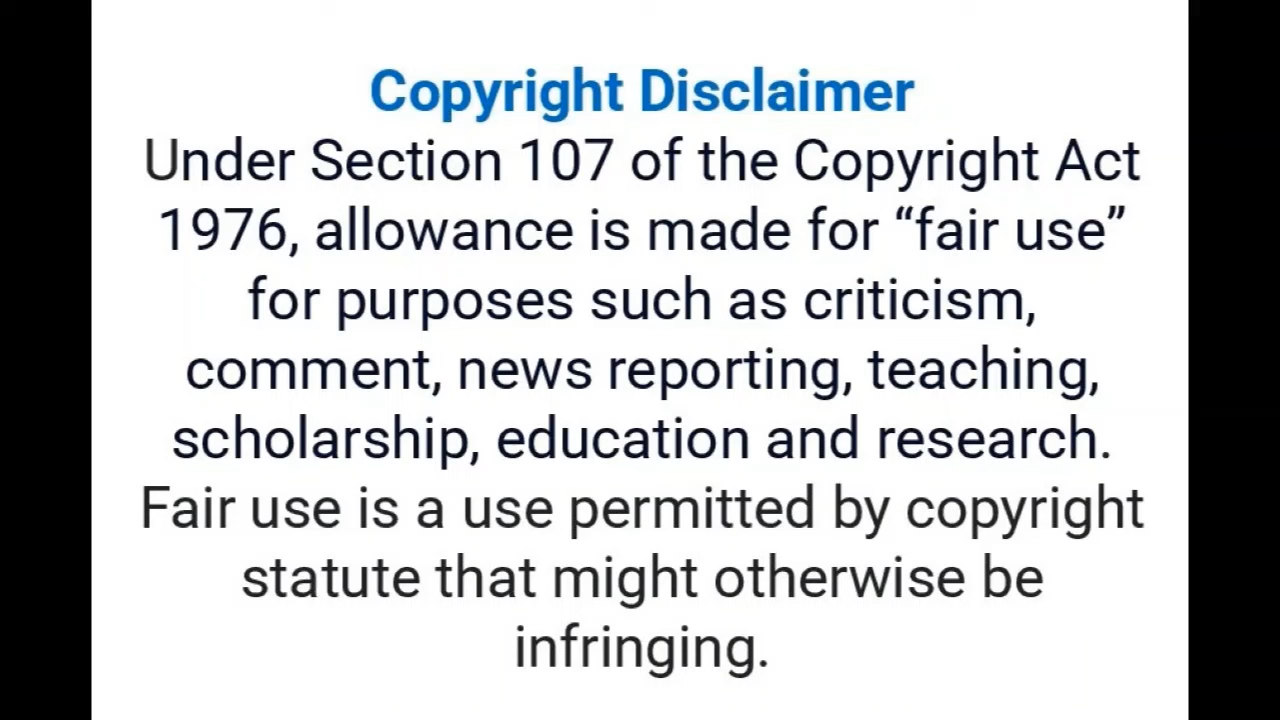 Copyright Disclaimer
Under Section 107 of the Copyright Act
1976, allowance is made for “fair use”
for purposes such as criticism,
comment, news reporting, teaching,
scholarship, education and research.
Fair use is a use permitted by copyright
statute that might otherwise be
infringing.